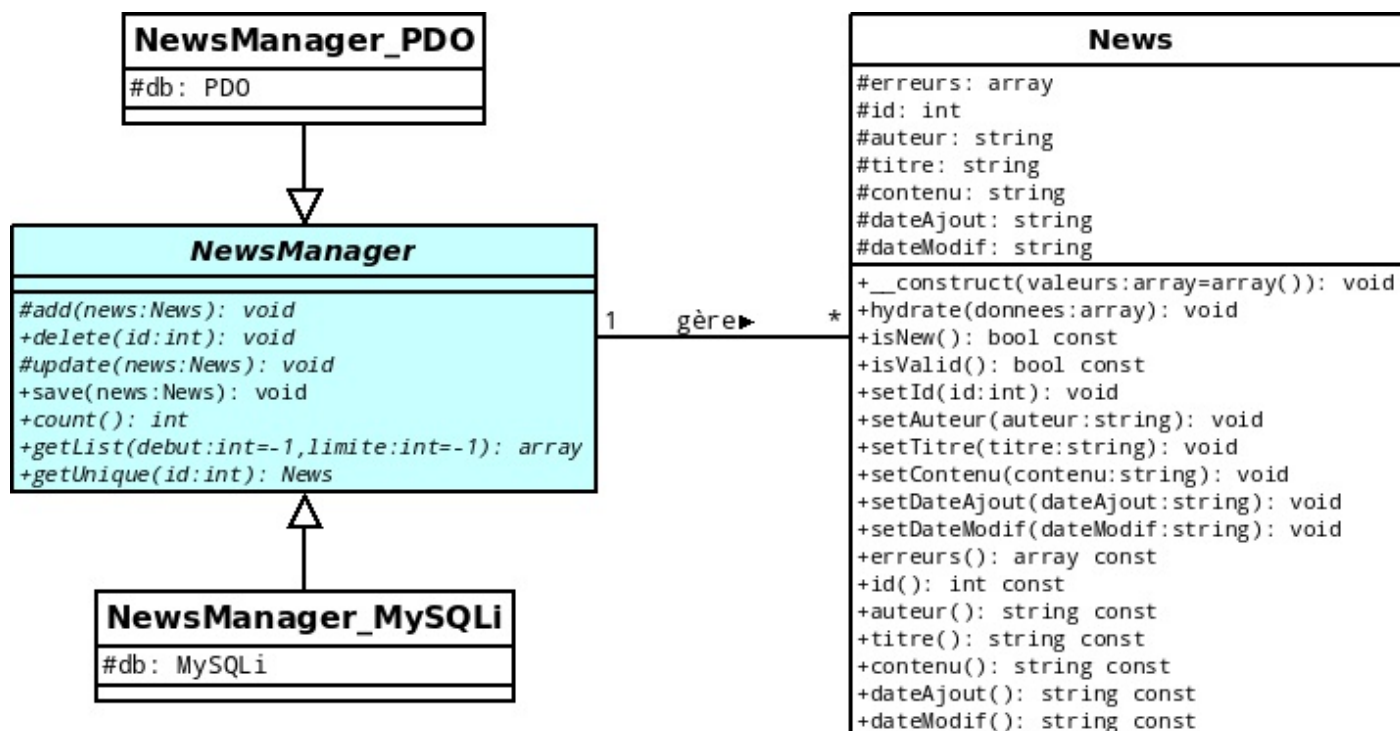 NewsManager_PDO
#db: PDO
NewsManager
#add(news:News): void
+delete(id:int): void
#update(news:News): void
+save(news:News): void
+count(): int
+getList(debut:int=-1,limite:int=-1): array
+getUnique(id:int): News
NewsManager_MySQLi
#db: MySQLi
1 gère▶ *
News
#erreurs: array
#id: int
#auteur: string
#titre: string
#contenu: string
#dateAjout: string
#dateModif: string
+__construct(valeurs:array=array()): void
+hydrate(donnees:array): void
+isNew(): bool const
+isValid(): bool const
+setId(id:int): void
+setAuteur(auteur:string): void
+setTitre(titre:string): void
+setContenu(contenu:string): void
+setDateAjout(dateAjout:string): void
+setDateModif(dateModif:string): void
+erreurs(): array const
+id(): int const
+auteur(): string const
+titre(): string const
+contenu(): string const
+dateAjout(): string const
+dateModif(): string const